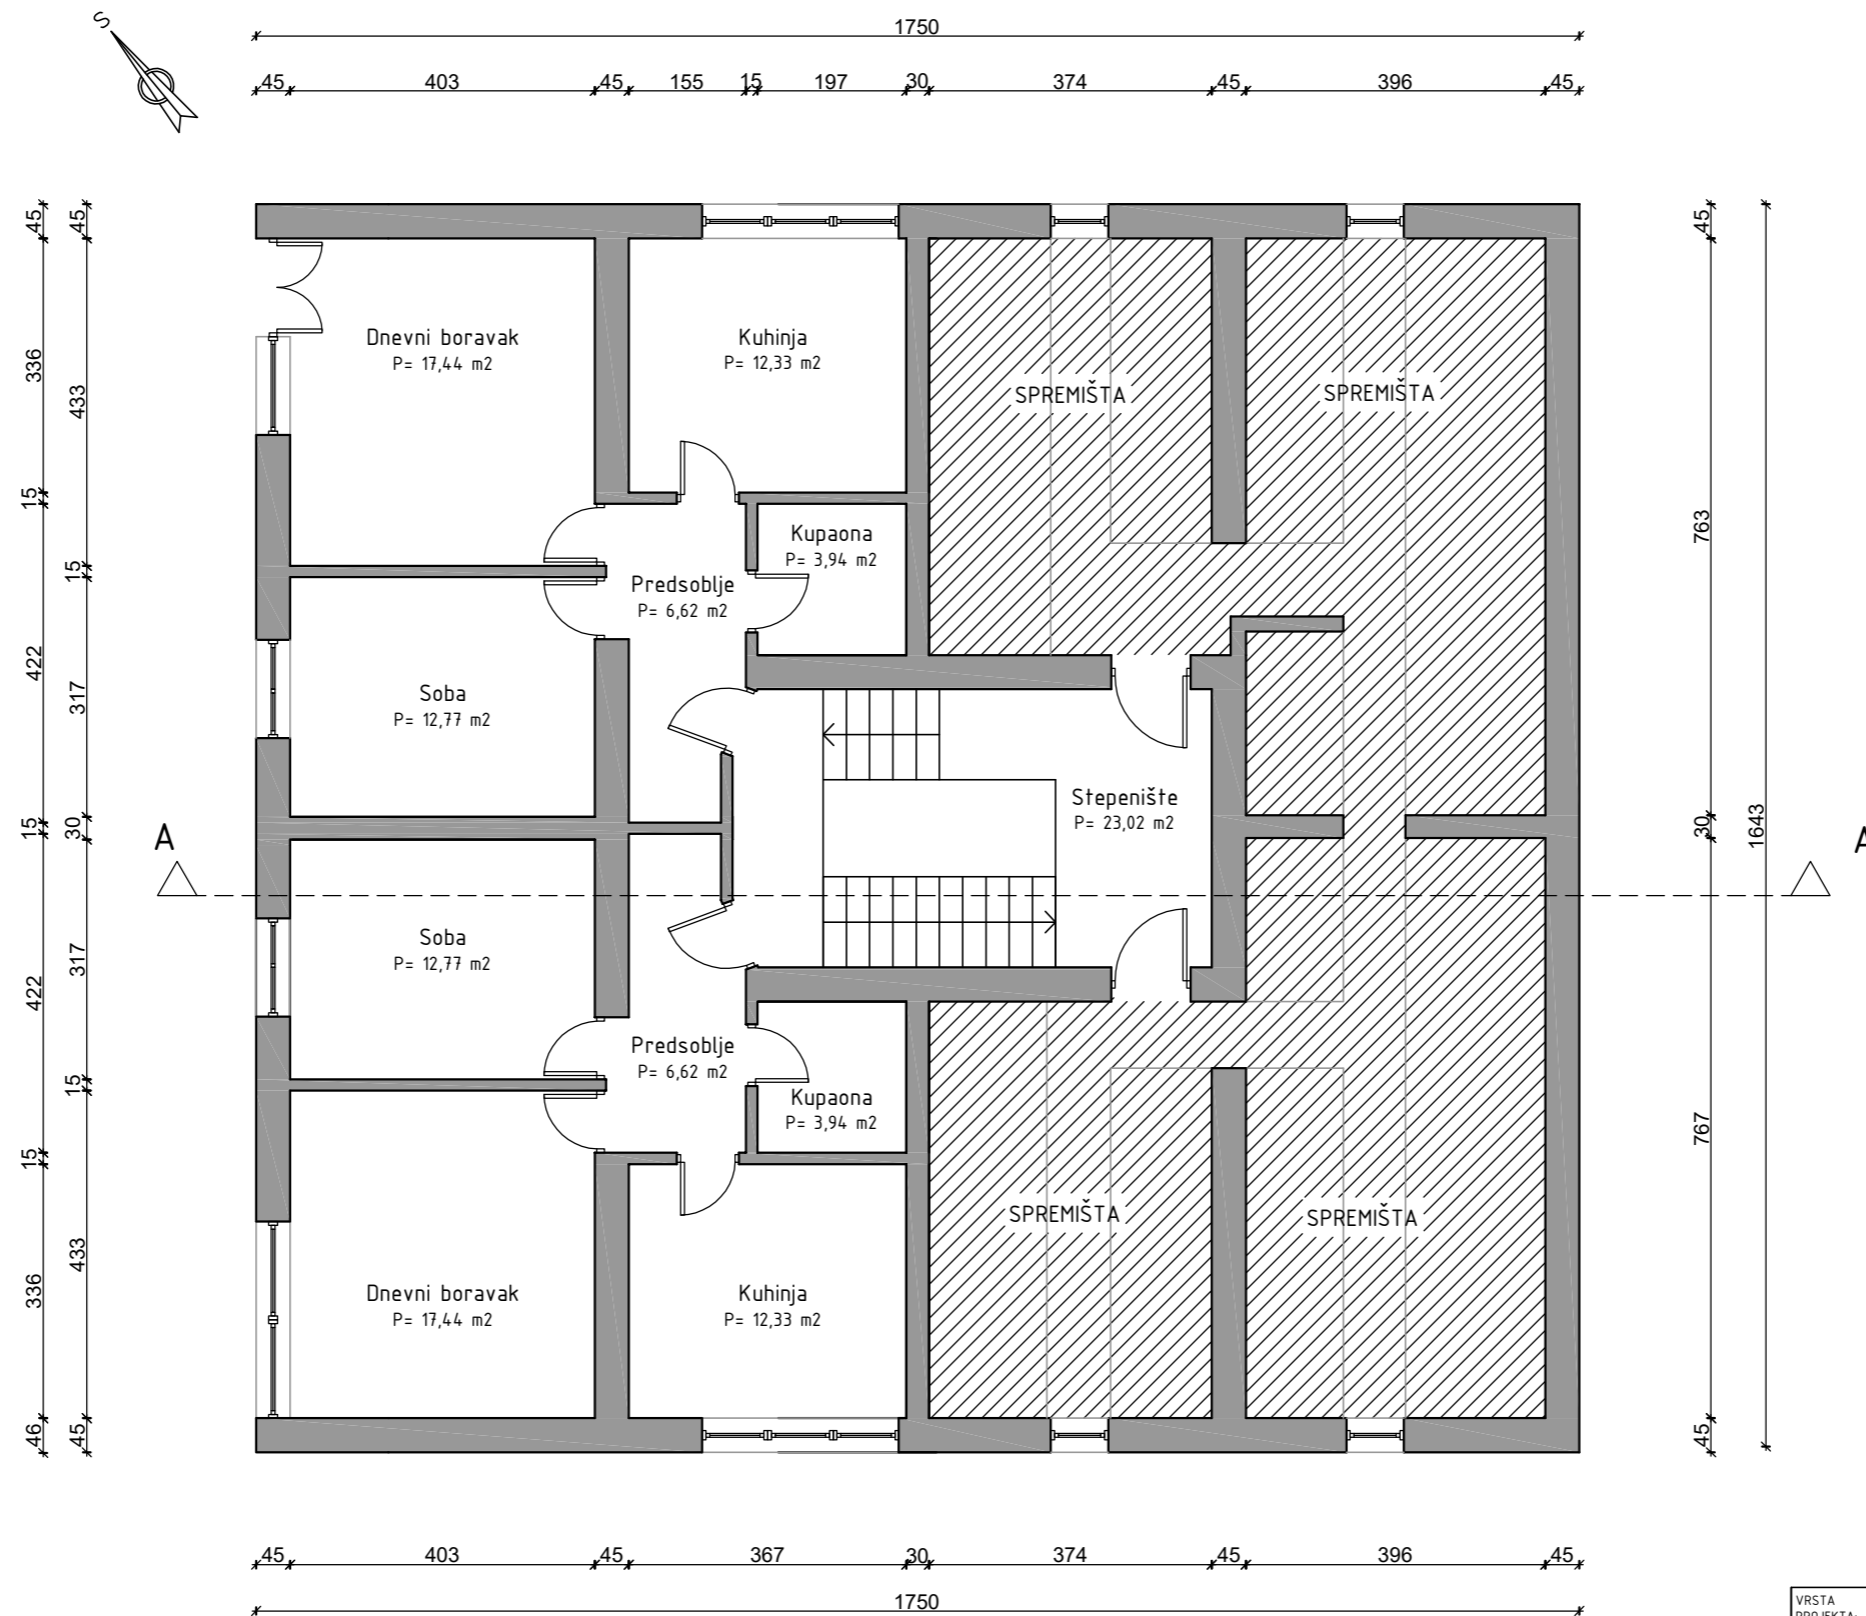 S
1750
45 403 45 155 15 197 30 374 45 396 45
45
336
15
422
15
422
15
336
46
45
433
15
317
30
317
15
433
45
Dnevni boravak
P= 17,44 m2
Kuhinja
P= 12,33 m2
SPREMIŠTA
SPREMIŠTA
Kupaona
P= 3,94 m2
Predsoblje
P= 6,62 m2
Soba
P= 12,77 m2
Stepenište
P= 23,02 m2
A
A
Soba
P= 12,77 m2
Predsoblje
P= 6,62 m2
Kupaona
P= 3,94 m2
SPREMIŠTA
SPREMIŠTA
Dnevni boravak
P= 17,44 m2
Kuhinja
P= 12,33 m2
45
763
30
767
45
1643
45 403 45 367 30 374 45 396 45
1750
VRSTA
PROJEKTA: